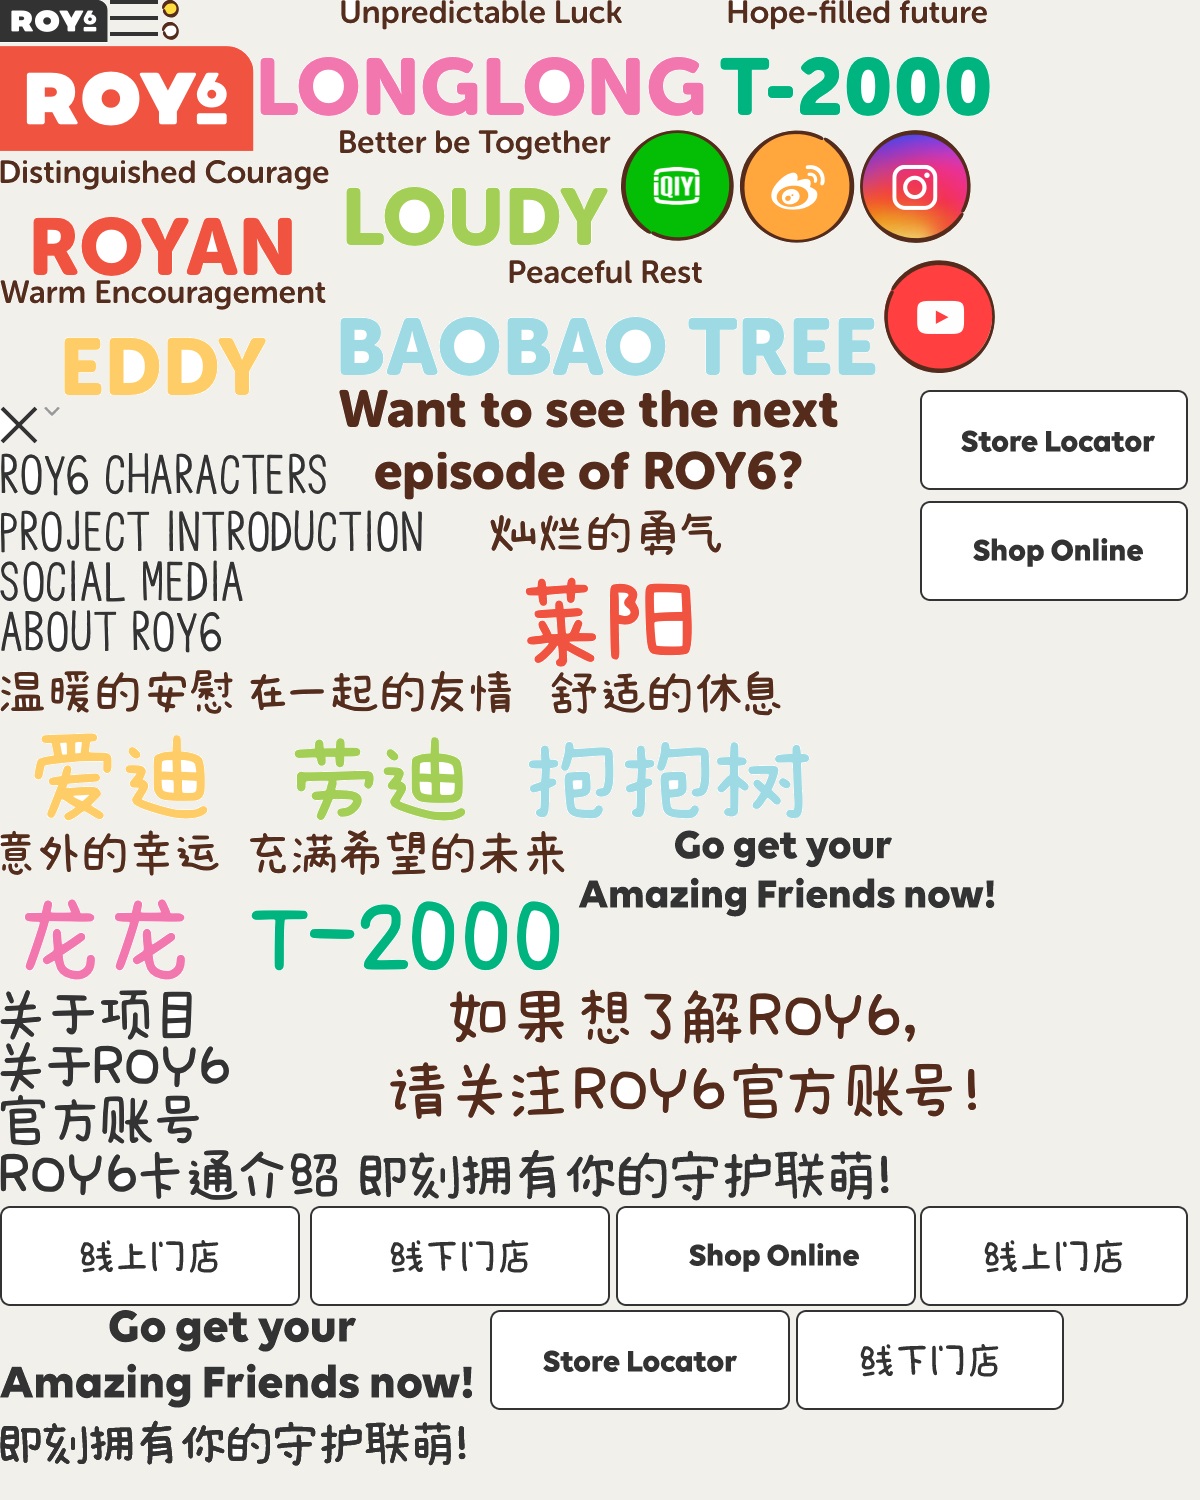 ROY6
Unpredictable Luck
Hope-filled future
ROY6
LONGLONG
T-2000
Better be Together
Distinguished Courage
iQIYI
LOUDY
ROYAN
Peaceful Rest
Warm Encouragement
BAOBAO TREE
EDDY
Want to see the next
episode of ROY6?
Store Locator
ROY6 CHARACTERS
PROJECT INTRODUCTION
灿烂的勇气
Shop Online
SOCIAL MEDIA
莱阳
ABOUT ROY6
温暖的安慰
在一起的友情
舒适的休息
爱迪
劳迪
抱抱树
意外的幸运
充满希望的未来
Go get your
Amazing Friends now!
龙龙
T-2000
关于项目
如果想了解ROY6,
关于ROY6
请关注ROY6官方账号!
官方账号
ROY6卡通介绍
即刻拥有你的守护联萌!
线上门店
线下门店
Shop Online
线上门店
Go get your
Amazing Friends now!
Store Locator
线下门店
即刻拥有你的守护联萌!